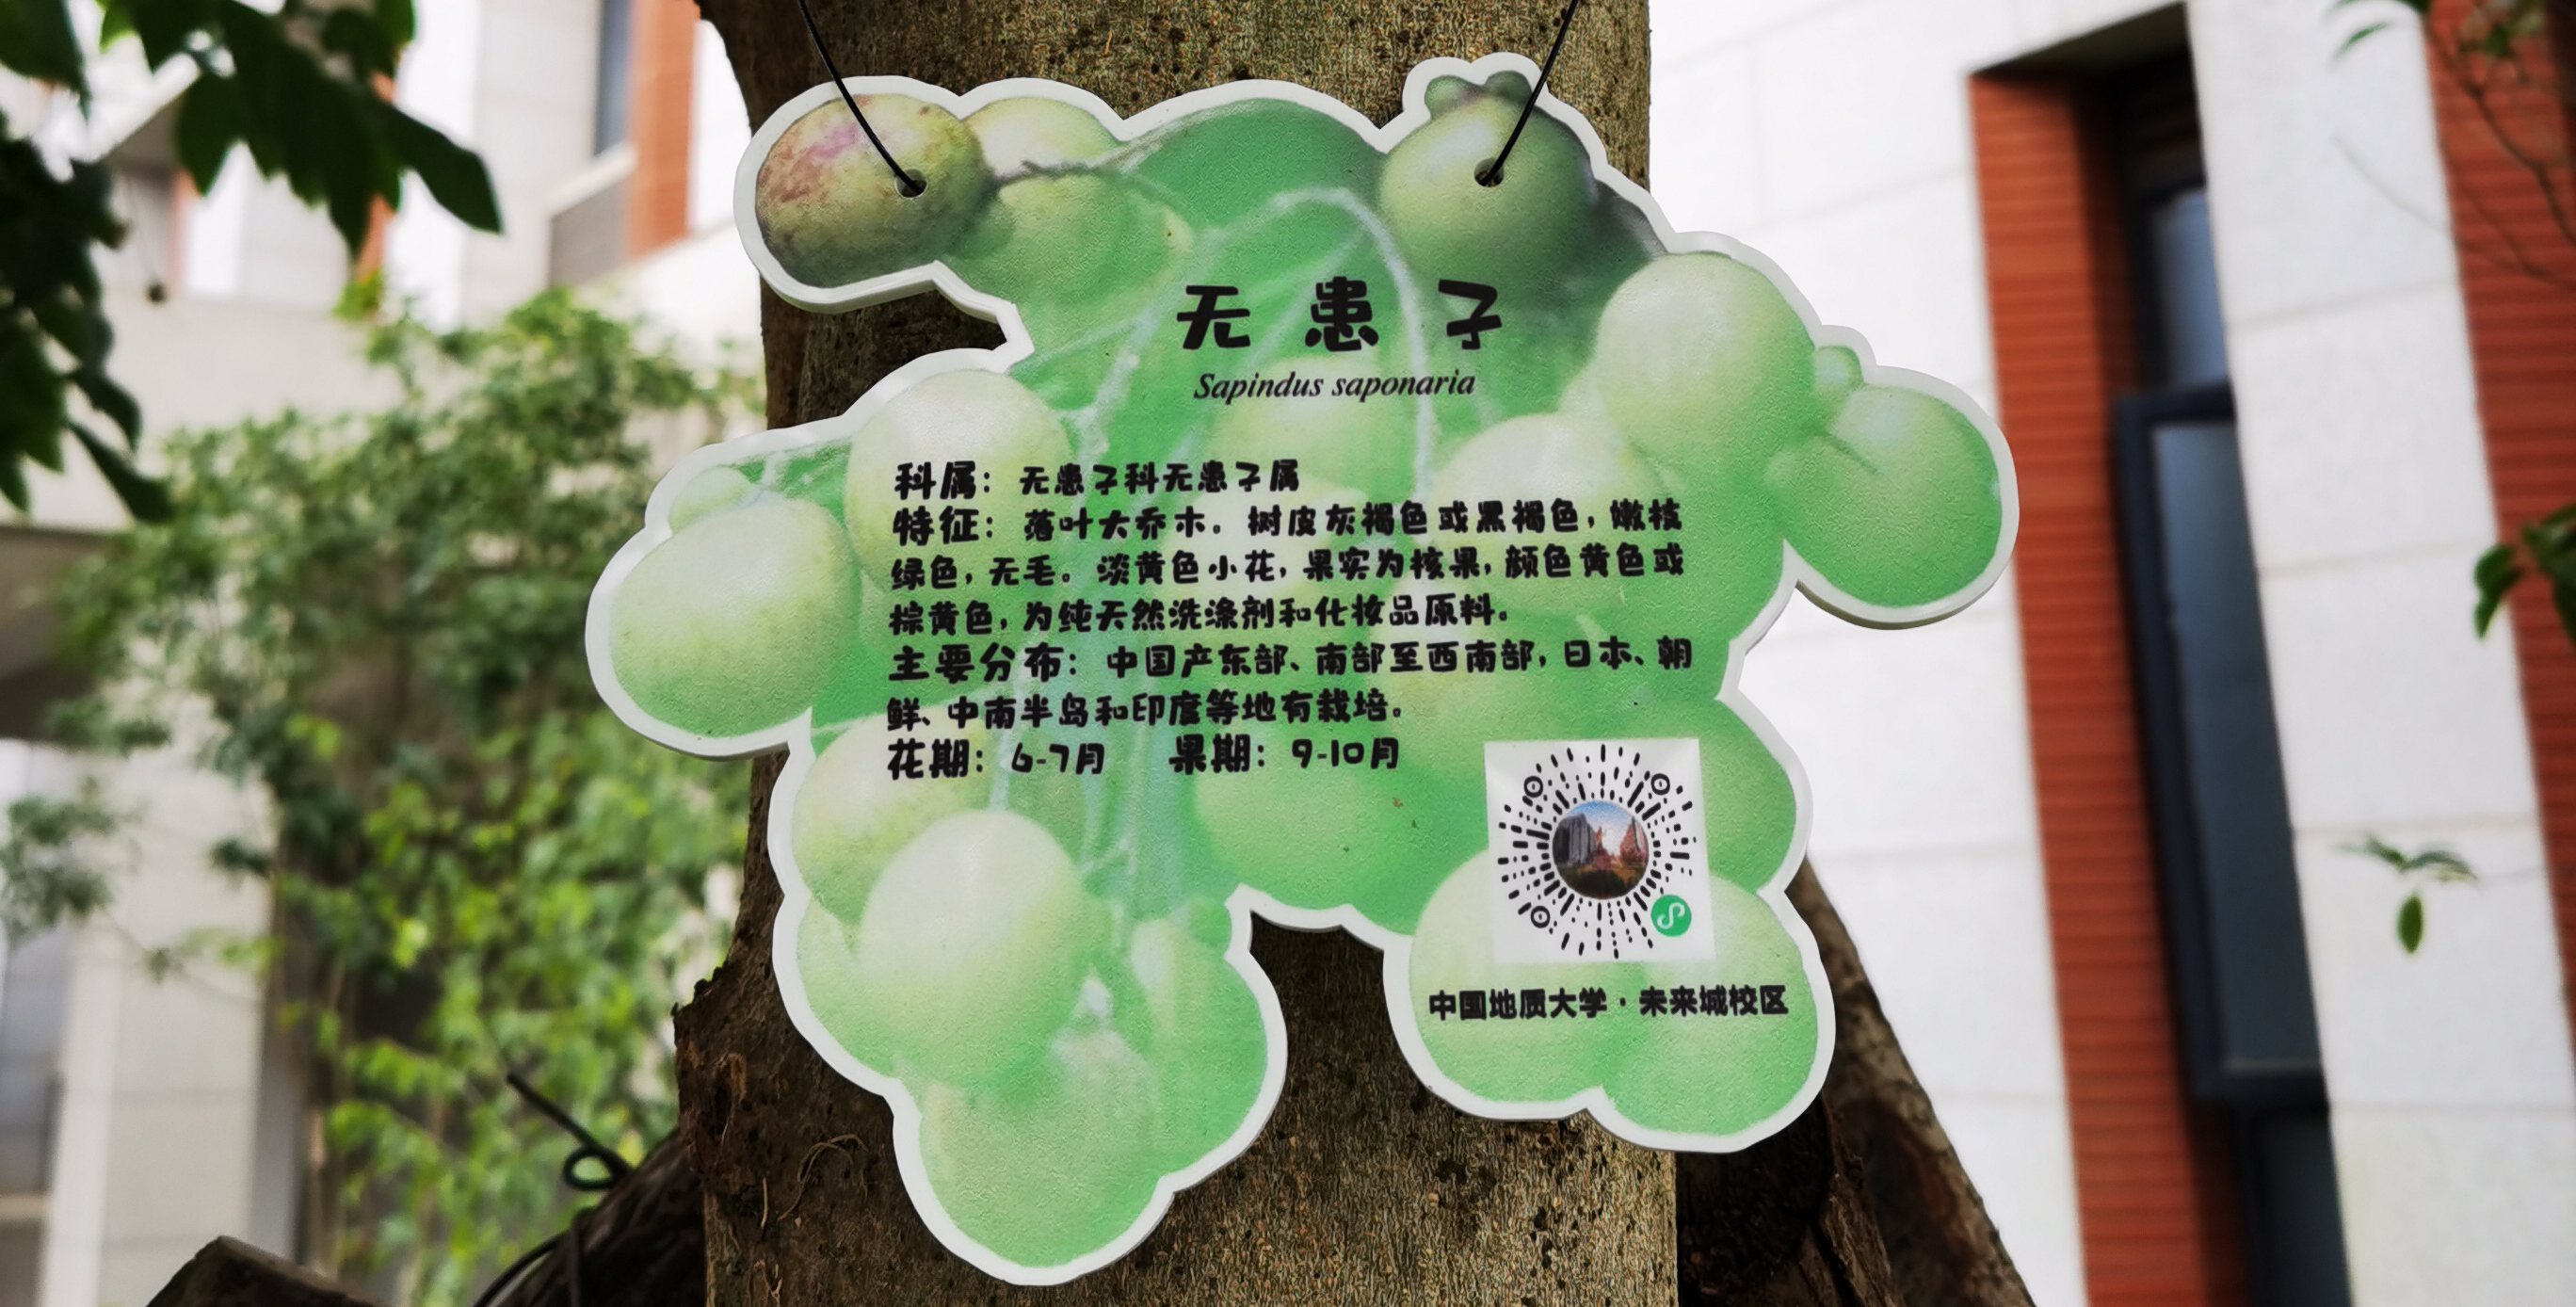 无患子
Sapindus saponaria
科属：无患子科无患子属
特征：落叶大乔木。树皮灰褐色或黑褐色，嫩枝
绿色，无毛。淡黄色小花，果实为核果，颜色黄色或
棕黄色，为纯天然洗涤剂和化妆品原料。
主要分布：中国产东部、南部至西南部，日本、朝
鲜、中南半岛和印度等地有栽培。
花期：6-7月 果期：9-10月
中国地质大学·未来城校区